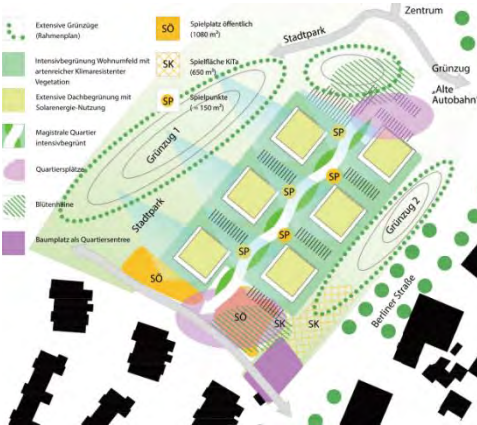 Extensive Grünzüge
(Rahmenplan)
Intensivbegrünung Wohnumfeld mit
artenreicher Klimaresistenter
Vegetation
Extensive Dachbegrünung mit
Solarenergie-Nutzung
Magistrale Quartier
intensivbegrünt
Quartiersplätze
Blütenhaine
Baumplatz als Quartiersentree
SÖ
Spielplatz öffentlich
(1080 m²)
SK
Spielfläche KiTa
(650 m²)
SP
Spielpunkte
(= 150 m²)
Zentrum
Stadtpark
Grünzug
„Alte
Autobahn"
Grünzug 1
SP
SP
SP
Stadtpark
Grünzug 2
SP
SP
SÖ
SÖ
SK
SK
Berliner Straße